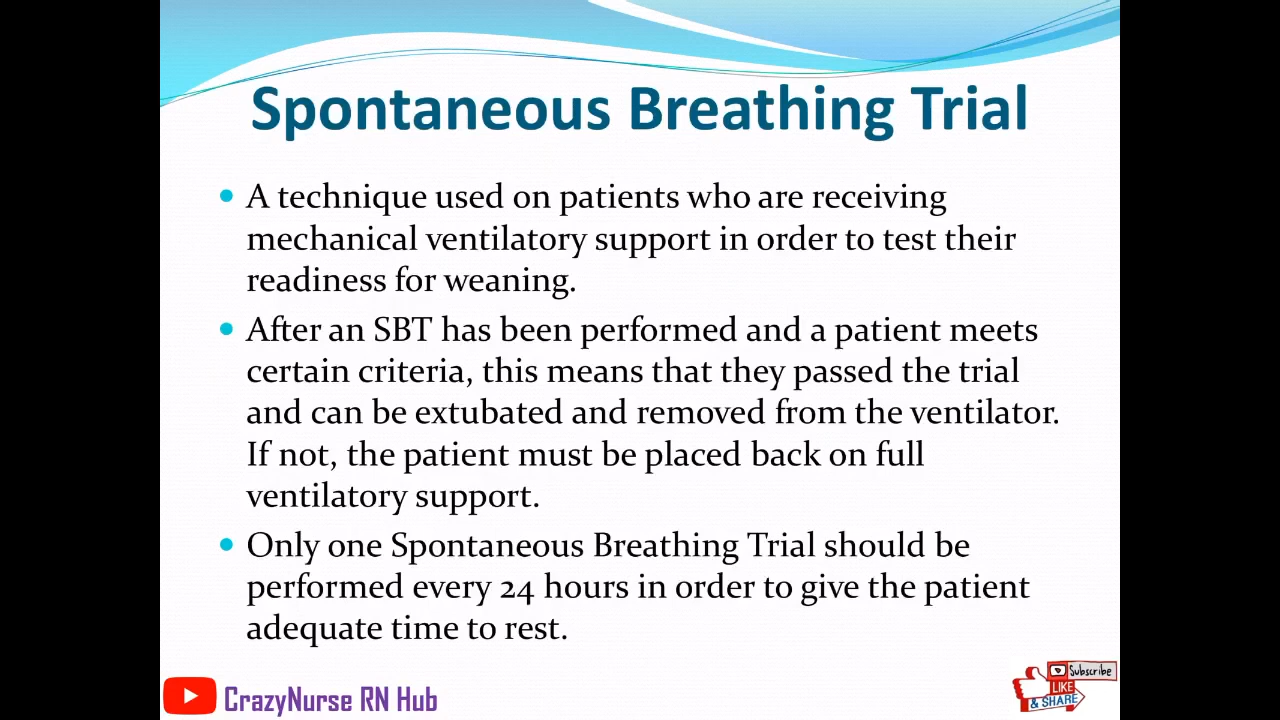 Spontaneous Breathing Trial
A technique used on patients who are receiving
mechanical ventilatory support in order to test their
readiness for weaning.
After an SBT has been performed and a patient meets
certain criteria, this means that they passed the trial
and can be extubated and removed from the ventilator.
If not, the patient must be placed back on full
ventilatory support.
Only one Spontaneous Breathing Trial should be
performed every 24 hours in order to give the patient
adequate time to rest.
CrazyNurse RN Hub
Subscribe
LIKE
& SHARE